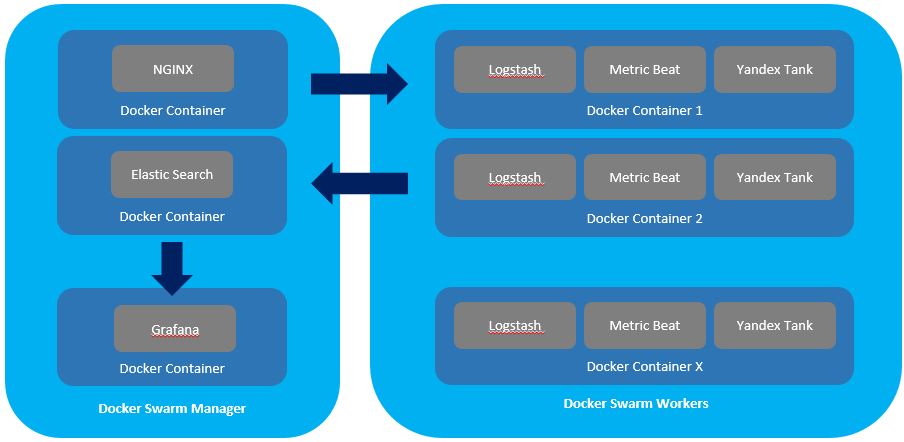 NGINX
Docker Container
Elastic Search
Docker Container
Grafana
Docker Container
Docker Swarm Manager
Logstash
Metric Beat
Yandex Tank
Docker Container 1
Logstash
Metric Beat
Yandex Tank
Docker Container 2
Logstash
Metric Beat
Yandex Tank
Docker Container X
Docker Swarm Workers